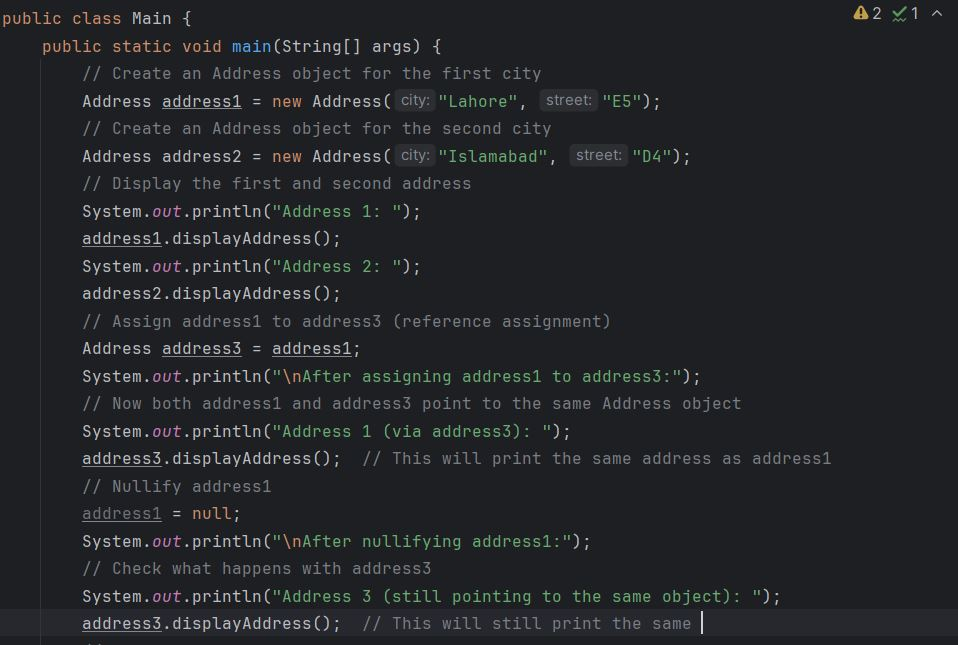 public class Main {
2 1
public static void main(String[] args) {
// Create an Address object for the first city
Address address1 = new Address( city: "Lahore", street: "E5");
// Create an Address object for the second city
Address address2 = new Address( city: "Islamabad", street: "D4");
// Display the first and second address
System.out.println("Address 1: ");
address1.displayAddress();
System.out.println("Address 2: ");
address2.displayAddress();
// Assign address1 to address3 (reference assignment)
Address address3 = address1;
System.out.println("\nAfter assigning address1 to address3:");
// Now both address1 and address3 point to the same Address object
System.out.println("Address 1 (via address3): ");
address3.displayAddress();  // This will print the same address as address1
// Nullify address1
address1 = null;
System.out.println("\nAfter nullifying address1:");
// Check what happens with address3
System.out.println("Address 3 (still pointing to the same object): ");
address3.displayAddress();  // This will still print the same